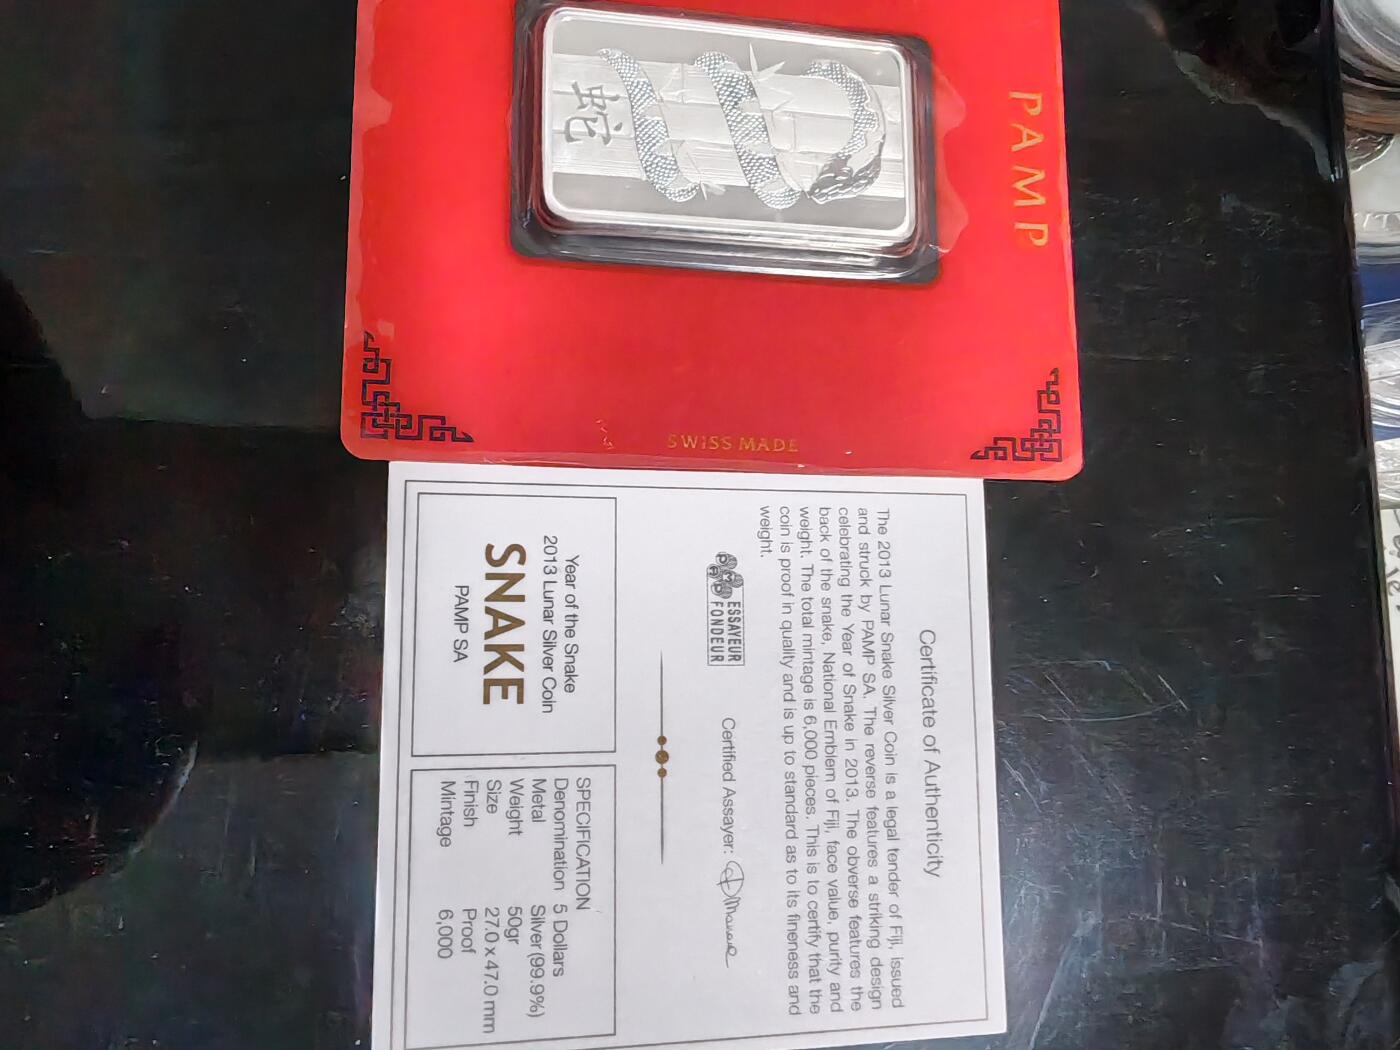 PAMP
蛇
SWISS MADE
Certificate of Authenticity
The 2013 Lunar Snake Silver Coin is a legal tender of Fiji, issued
and struck by PAMP SA. The reverse features a striking design
celebrating the Year of Snake in 2013. The obverse features the
back of the snake, National Emblem of Fiji, face value, purity and
weight. The total mintage is 6,000 pieces. This is to certify that the
coin is proof in quality and is up to standard as to its fineness and
weight.
ESSAYEUR
FONDEUR
Certified Assayer:
Year of the Snake
2013 Lunar Silver Coin
SNAKE
PAMP SA
SPECIFICATION
Denomination 5 Dollars
Metal Silver (99.9%)
Weight 50gr
Size 27.0 x 47.0 mm
Finish Proof
Mintage 6,000